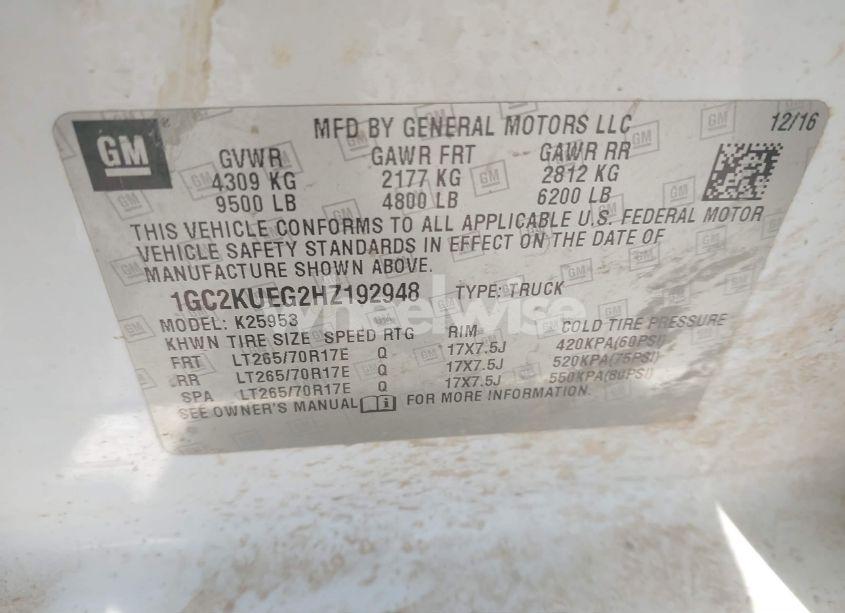 GM
MFD BY GENERAL MOTORS LLC 12/16
GVWR GAWR FRT GAWR RR
4309 KG 2177 KG 2812 KG
9500 LB 4800 LB 6200 LB
THIS VEHICLE CONFORMS TO ALL APPLICABLE U.S. FEDERAL MOTOR
VEHICLE SAFETY STANDARDS IN EFFECT ON THE DATE OF
MANUFACTURE SHOWN ABOVE.
1GC2KUEG2HZ192948 TYPE: TRUCK
wheelwise
MODEL: K25953
KHWN TIRE SIZE SPEED RTG RIM COLD TIRE PRESSURE
FRT LT265/70R17E Q 17X7.5J 420KPA(60PSI)
RR LT265/70R17E Q 17X7.5J 520KPA(75PSI)
SPA LT265/70R17E Q 17X7.5J 550KPA(80PSI)
SEE OWNER'S MANUAL i FOR MORE INFORMATION.